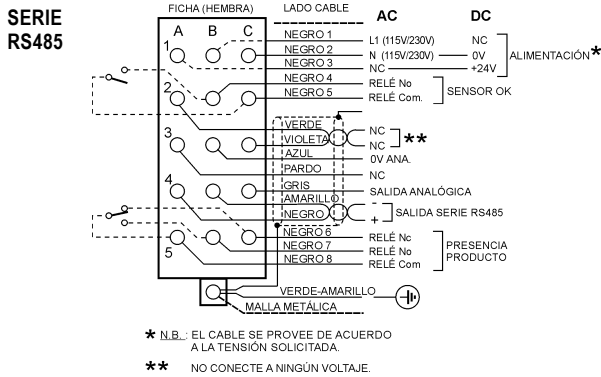 SERIE
RS485
FICHA (HEMBRA)
LADO CABLE
AC
DC
A B C
1
2
3
4
5
NEGRO 1
L1 (115V/230V)
NC
NEGRO 2
N (115V/230V)
0V
NEGRO 3
NC
+24V
ALIMENTACIÓN *
NEGRO 4
RELÉ No
NEGRO 5
RELÉ Com.
SENSOR OK
VERDE
NC
VIOLETA
NC
**
AZUL
0V ANA.
PARDO
NC
GRIS
SALIDA ANALÓGICA
AMARILLO
-
NEGRO
+
SALIDA SERIE RS485
NEGRO 6
RELÉ Nc
NEGRO 7
RELÉ No
NEGRO 8
RELÉ Com
PRESENCIA
PRODUCTO
VERDE-AMARILLO
MALLA METÁLICA
* N.B. : EL CABLE SE PROVEE DE ACUERDO
A LA TENSIÓN SOLICITADA.
** NO CONECTE A NINGÚN VOLTAJE.